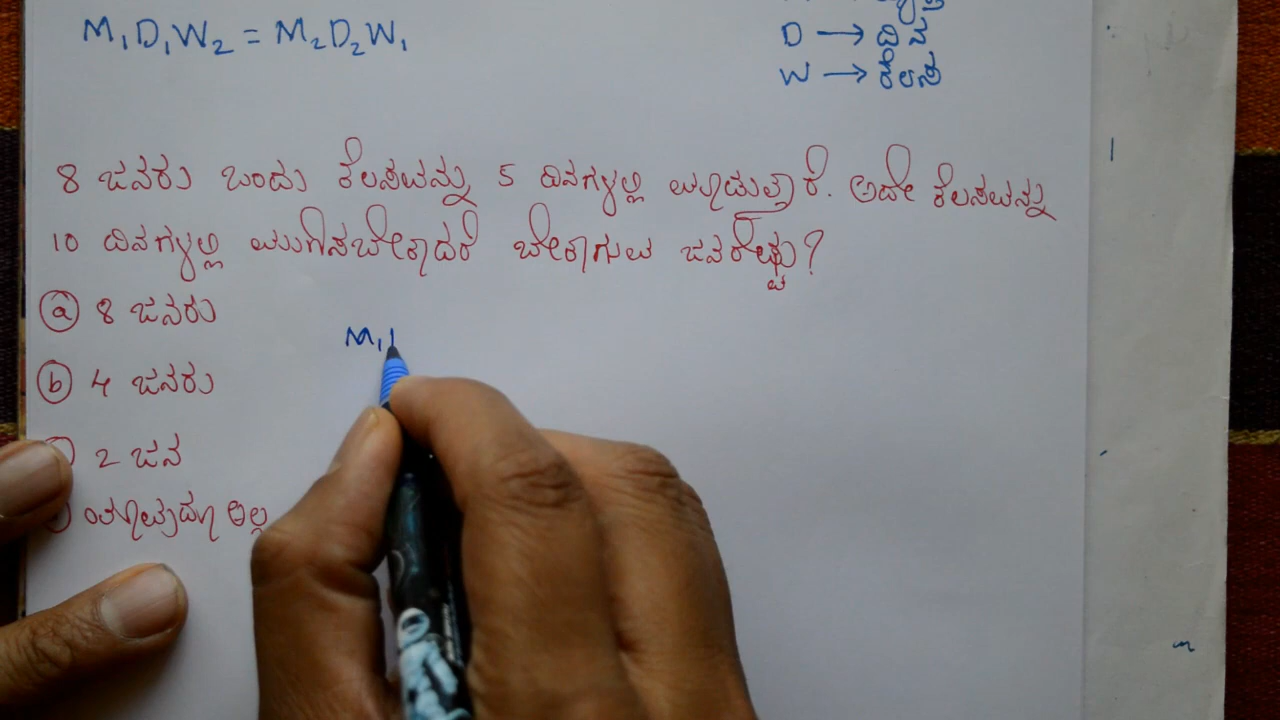 M₁D₁W₂ = M₂D₂W₁
D → ದಿನ
W → ಕೆಲಸ
8 ಜನರು ಒಂದು ಕೆಲಸವನ್ನು 5 ದಿನಗಳಲ್ಲಿ ಮಾಡುತ್ತಾರೆ. ಅದೇ ಕೆಲಸವನ್ನು
10 ದಿನಗಳಲ್ಲಿ ಮುಗಿಸಬೇಕಾದರೆ ಬೇಕಾಗುವ ಜನರೆಷ್ಟು?
ⓐ 8 ಜನರು
M₁
ⓑ 4 ಜನರು
2 ಜನ
ಯಾವುದೂ ಅಲ್ಲ